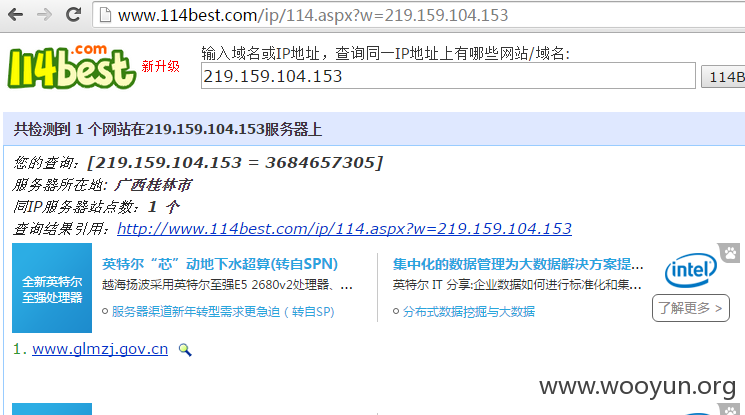 www.114best.com/ip/114.aspx?w=219.159.104.153
114best.com
新升级
输入域名或IP地址，查询同一IP地址上有哪些网站/域名:
219.159.104.153
114B
共检测到 1 个网站在219.159.104.153服务器上
您的查询：[219.159.104.153 = 3684657305]
服务器所在地: 广西桂林市
同IP服务器站点数：1 个
查询结果引用：http://www.114best.com/ip/114.aspx?w=219.159.104.153
全新英特尔
至强处理器
英特尔“芯”动地下水超算(转自SPN)
越海扬波采用英特尔至强E5 2680v2处理器、...
服务器渠道新年转型需求更急迫（转自SP）
集中化的数据管理为大数据解决方案提...
英特尔 IT 分享:企业数据如何进行标准化和集...
分布式数据挖掘与大数据
intel
了解更多 >
1. www.glmzj.gov.cn
www.wooyun.org